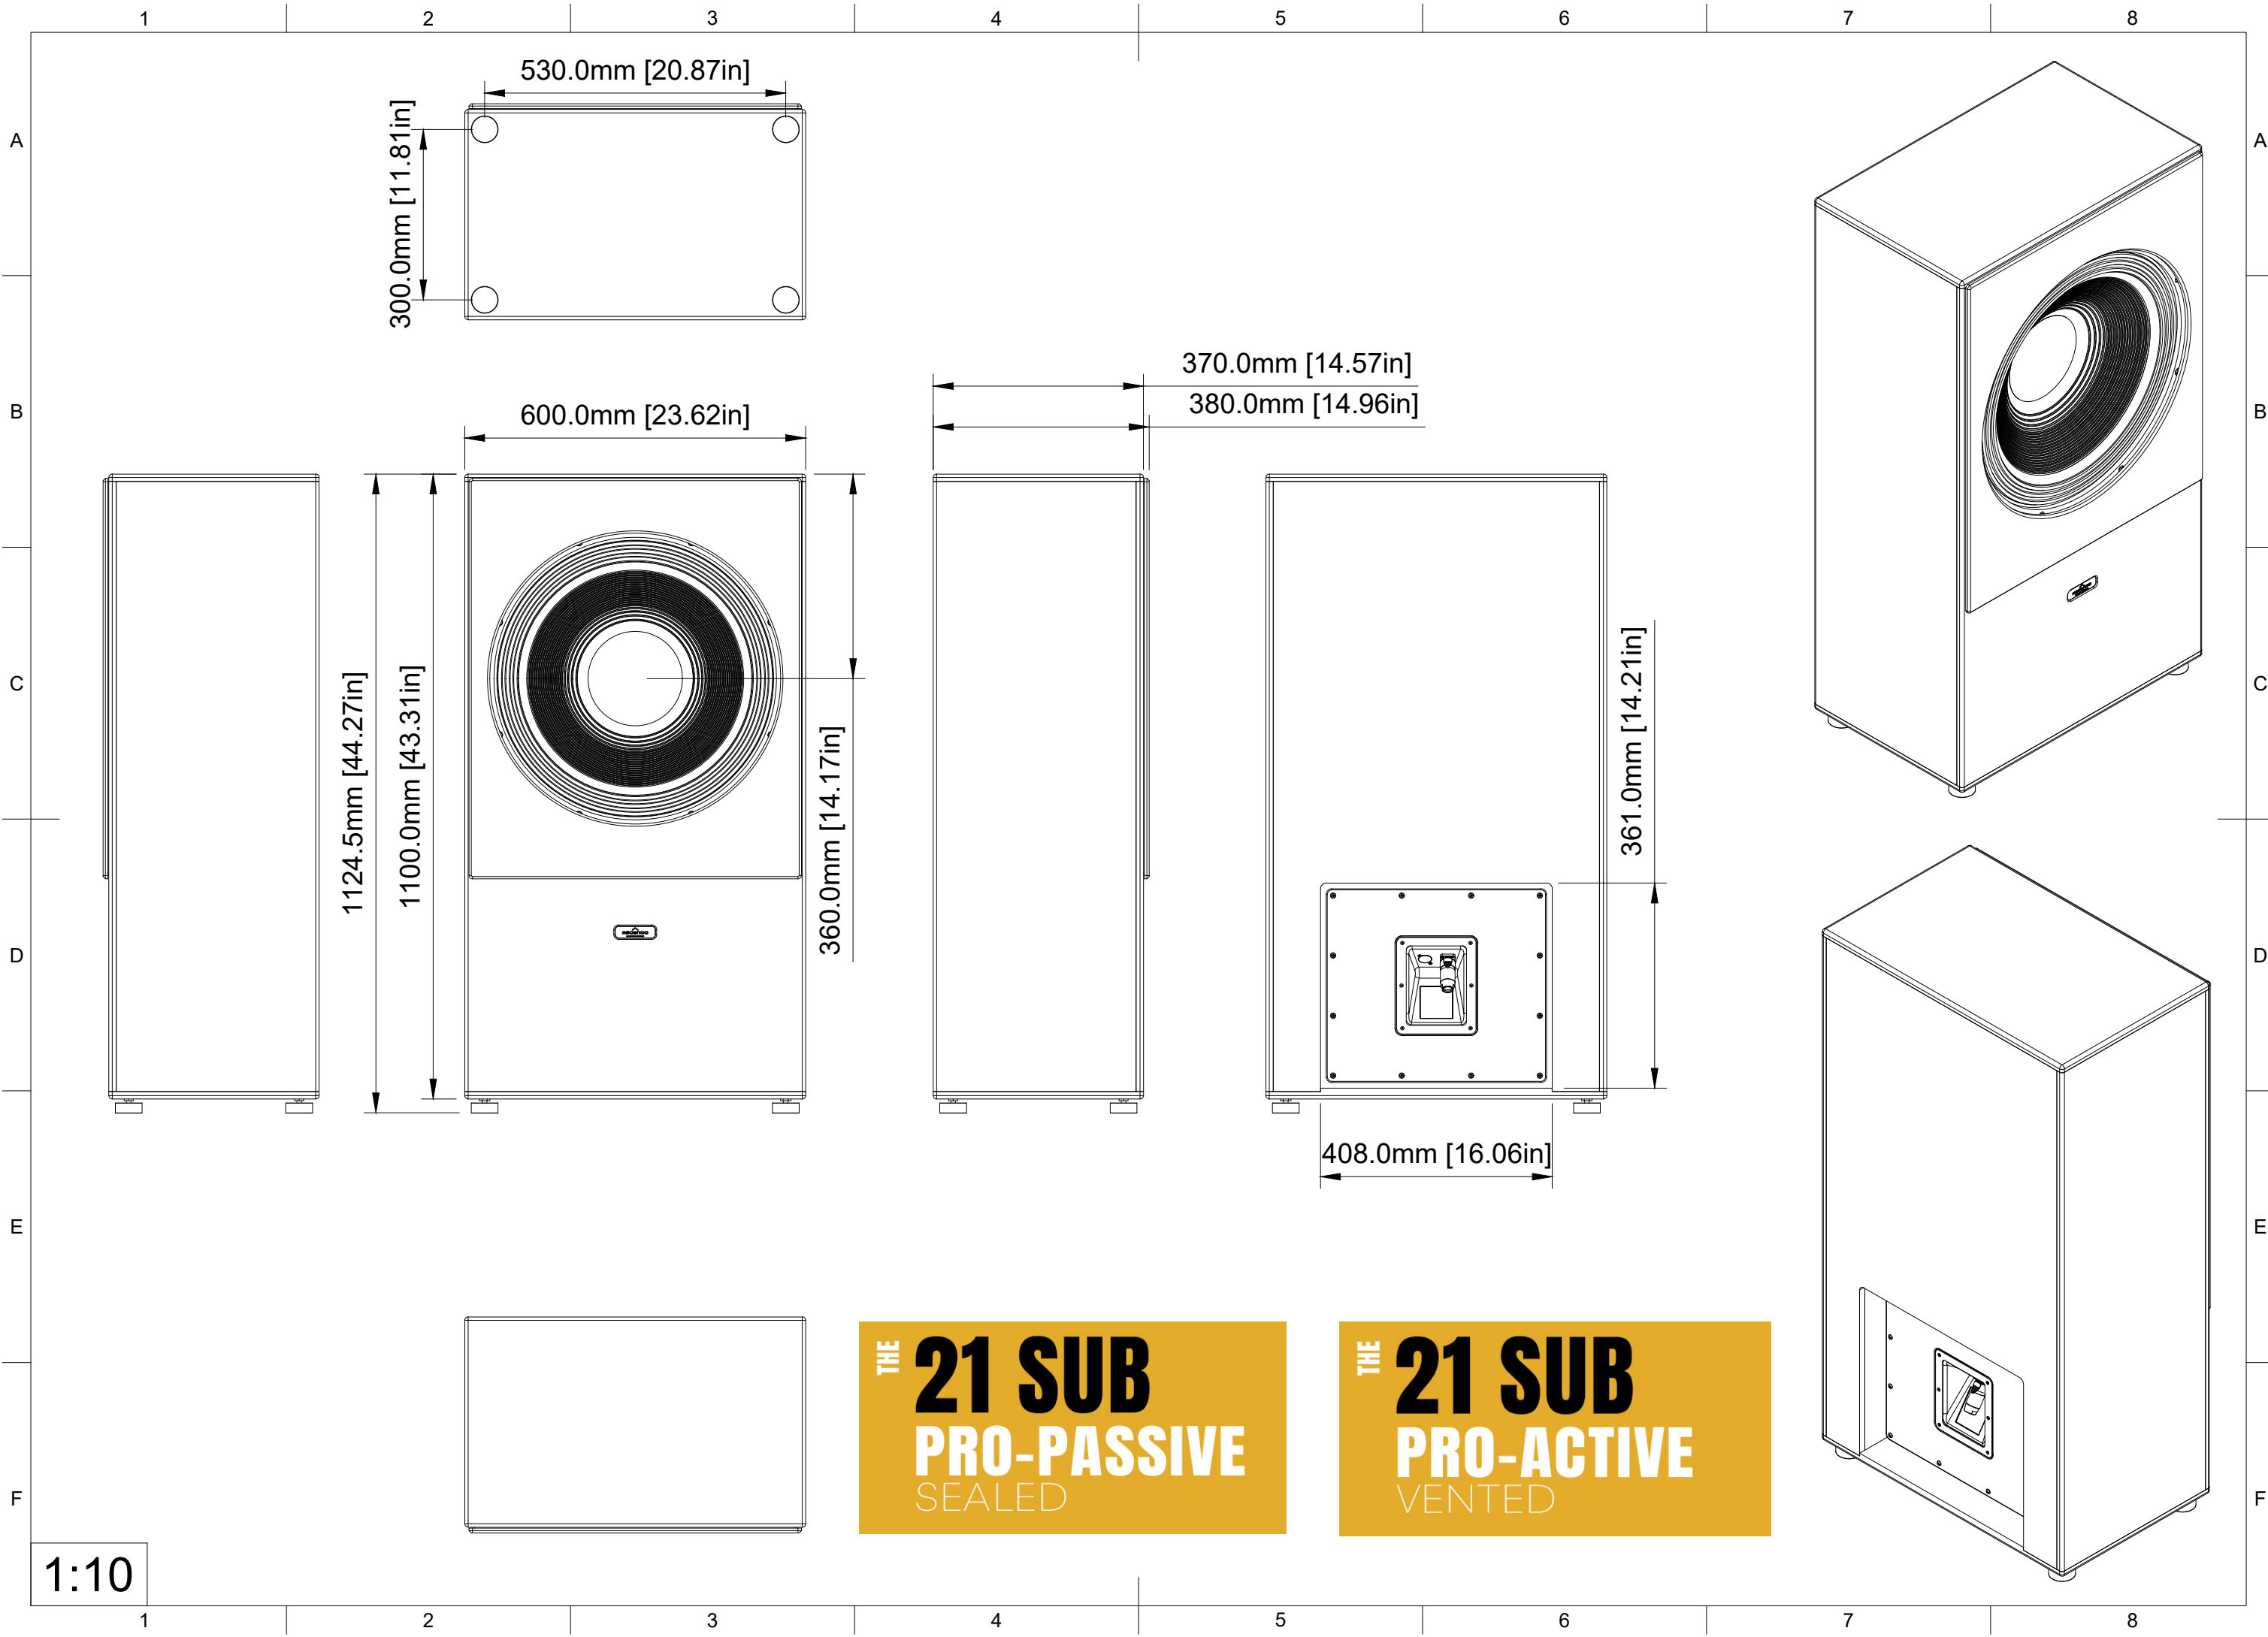 1 2 3 4 5 6 7 8
530.0mm [20.87in]
A
300.0mm [11.81in]
A
370.0mm [14.57in]
B
600.0mm [23.62in]
380.0mm [14.96in]
B
C
1124.5mm [44.27in]
1100.0mm [43.31in]
360.0mm [14.17in]
361.0mm [14.21in]
C
D
ASCENDO
D
408.0mm [16.06in]
E
E
THE
21 SUB
PRO-PASSIVE
SEALED
THE
21 SUB
PRO-ACTIVE
VENTED
F
F
1:10
1 2 3 4 5 6 7 8